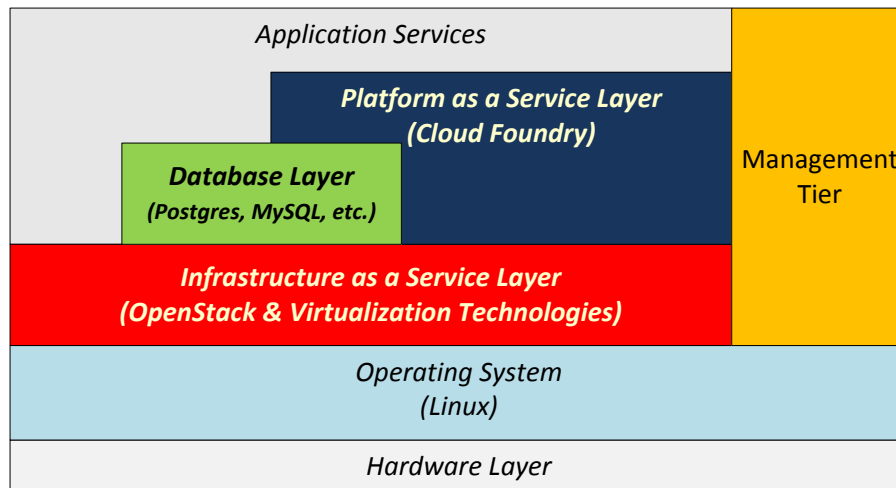 Application Services
Platform as a Service Layer
(Cloud Foundry)
Database Layer
(Postgres, MySQL, etc.)
Management
Tier
Infrastructure as a Service Layer
(OpenStack & Virtualization Technologies)
Operating System
(Linux)
Hardware Layer